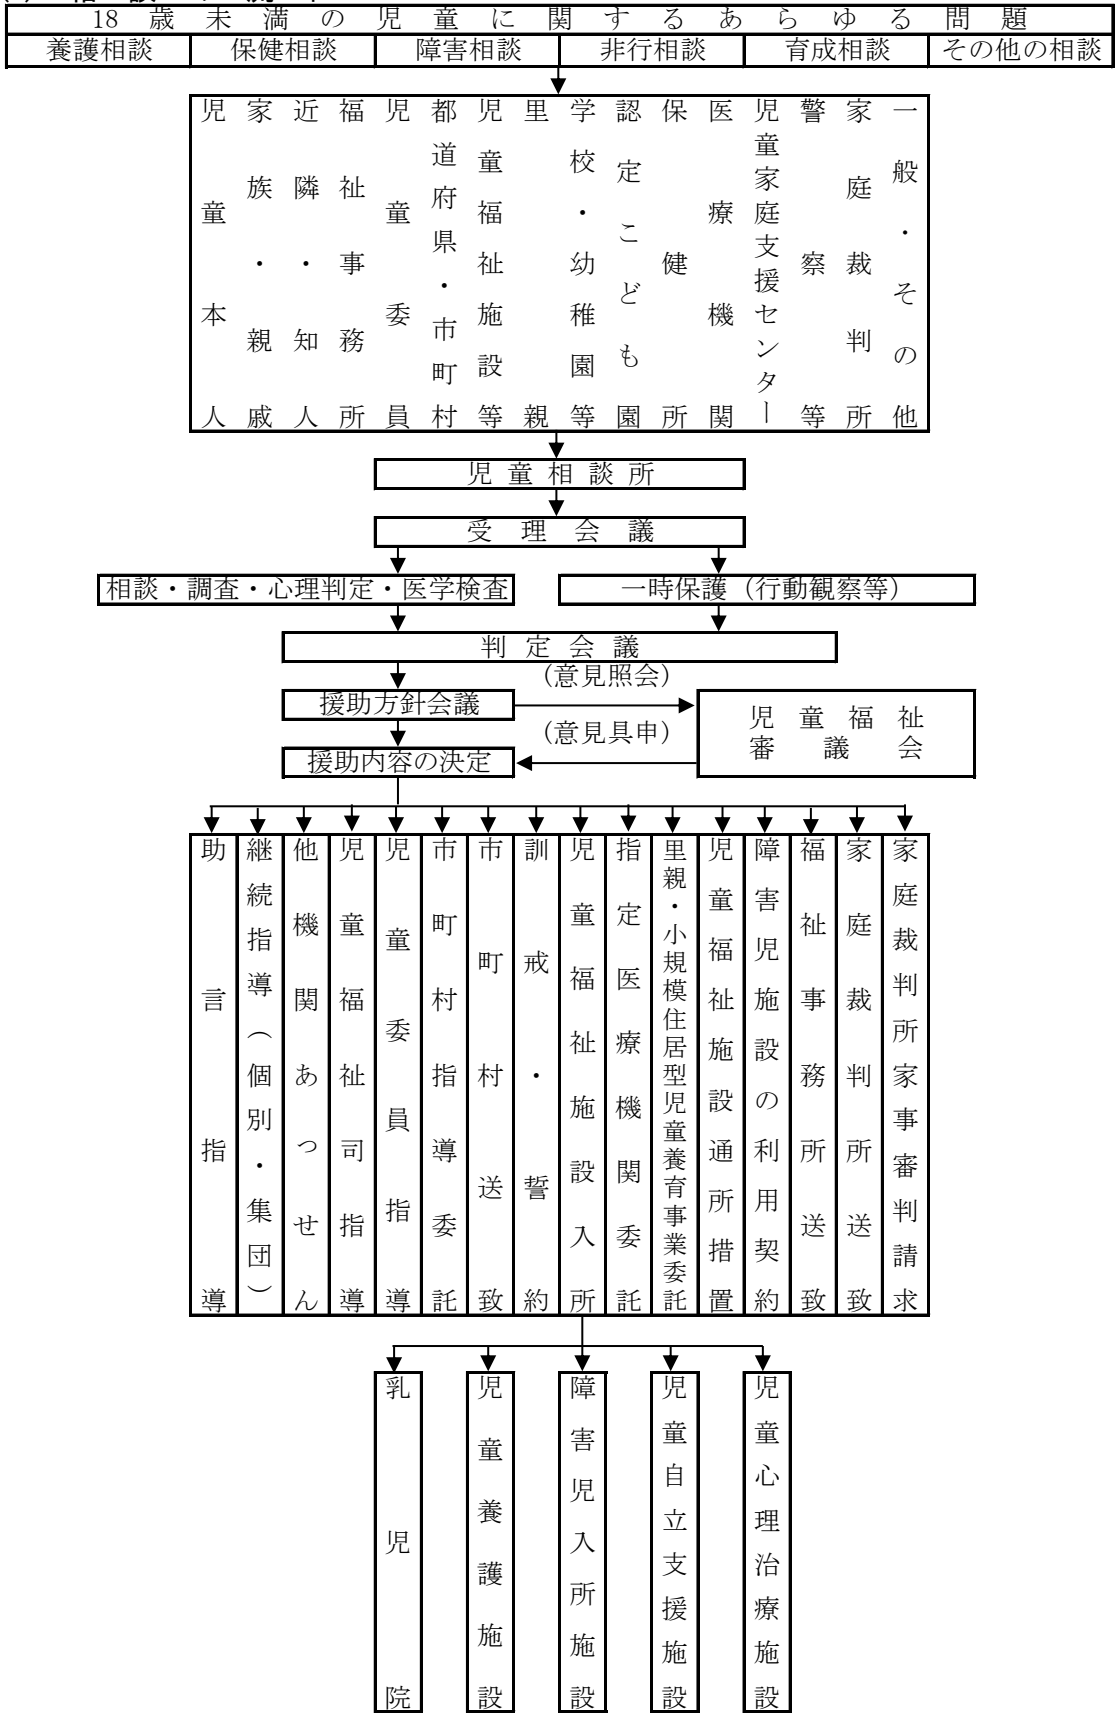 18歳未満の児童に関するあらゆる問題
養護相談
保健相談
障害相談
非行相談
育成相談
その他の相談
児童本人
家族・親戚
近隣・知人
福祉事務所
児童委員
都道府県・市町村
児童福祉施設等
里親
学校・幼稚園等
認定こども園
保健所
医療機関
児童家庭支援センター
警察等
家庭裁判所
一般・その他
児童相談所
受理会議
相談・調査・心理判定・医学検査
一時保護（行動観察等）
判定会議
（意見照会）
援助方針会議
児童福祉
審議会
（意見具申）
援助内容の決定
助言指導
継続指導（個別・集団）
他機関あっせん
児童福祉司指導
児童委員指導
市町村指導委託
市町村送致
訓戒・誓約
児童福祉施設入所
指定医療機関委託
里親・小規模住居型児童養育事業委託
児童福祉施設通所措置
障害児施設の利用契約
福祉事務所送致
家庭裁判所送致
家庭裁判所家事審判請求
乳児院
児童養護施設
障害児入所施設
児童自立支援施設
児童心理治療施設